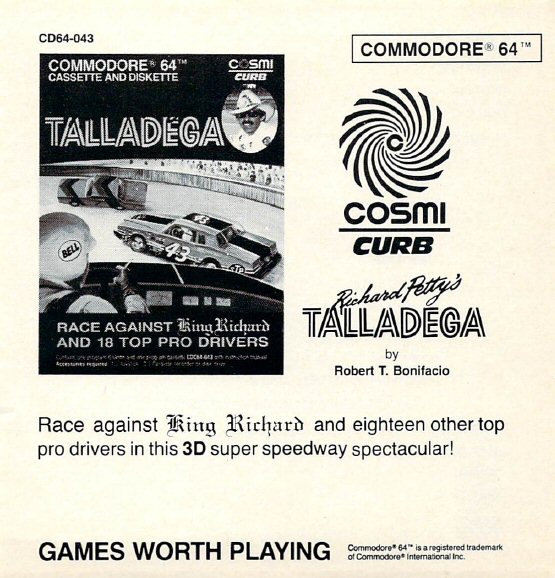 CD64-043
COMMODORE® 64™
COMMODORE® 64™
CASSETTE AND DISKETTE
COSMI
CURB
TALLADEGA
BELL
43
43
STP
RACE AGAINST King Richard
AND 18 TOP PRO DRIVERS
Accessories required
COSMI
CURB
Richard Petty's
TALLADEGA
by
Robert T. Bonifacio
Race against King Richard and eighteen other top
pro drivers in this 3D super speedway spectacular!
GAMES WORTH PLAYING
Commodore® 64™ is a registered trademark
of Commodore® International Inc.